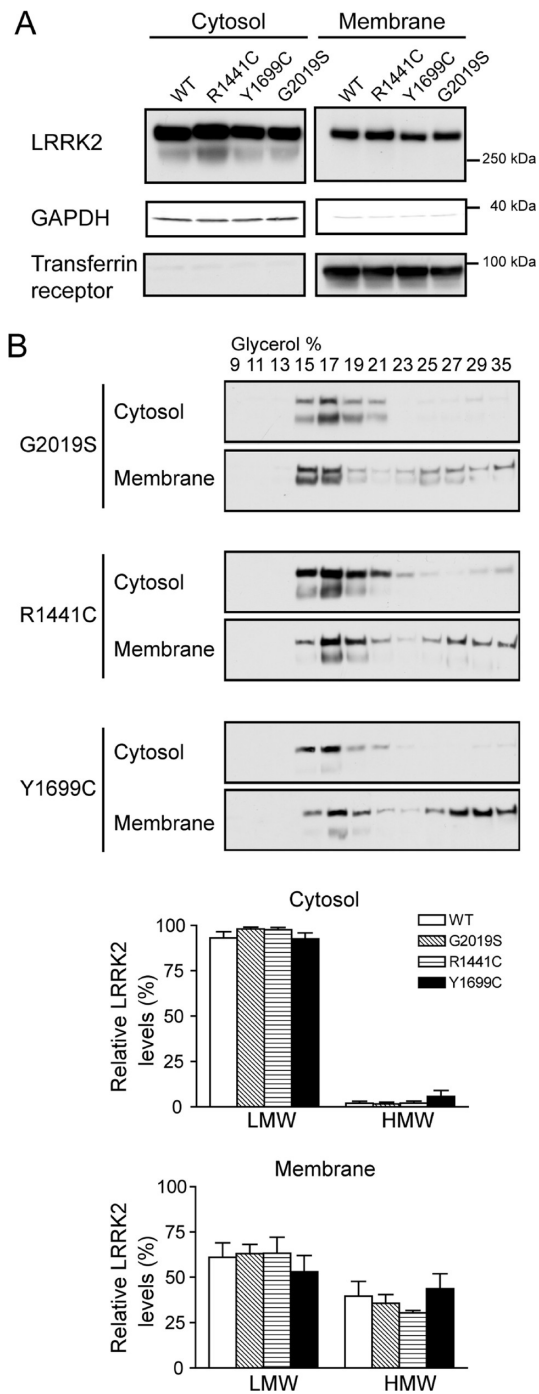 A
Cytosol Membrane
WT R1441C Y1699C G2019S WT R1441C Y1699C G2019S
LRRK2
250 kDa
GAPDH
40 kDa
Transferrin
receptor
100 kDa
B
Glycerol %
9 11 13 15 17 19 21 23 25 27 29 35
G2019S
Cytosol
Membrane
R1441C
Cytosol
Membrane
Y1699C
Cytosol
Membrane
Cytosol
Relative LRRK2
levels (%)
100
75
50
25
0
LMW HMW
WT
G2019S
R1441C
Y1699C
Membrane
Relative LRRK2
levels (%)
100
75
50
25
0
LMW HMW